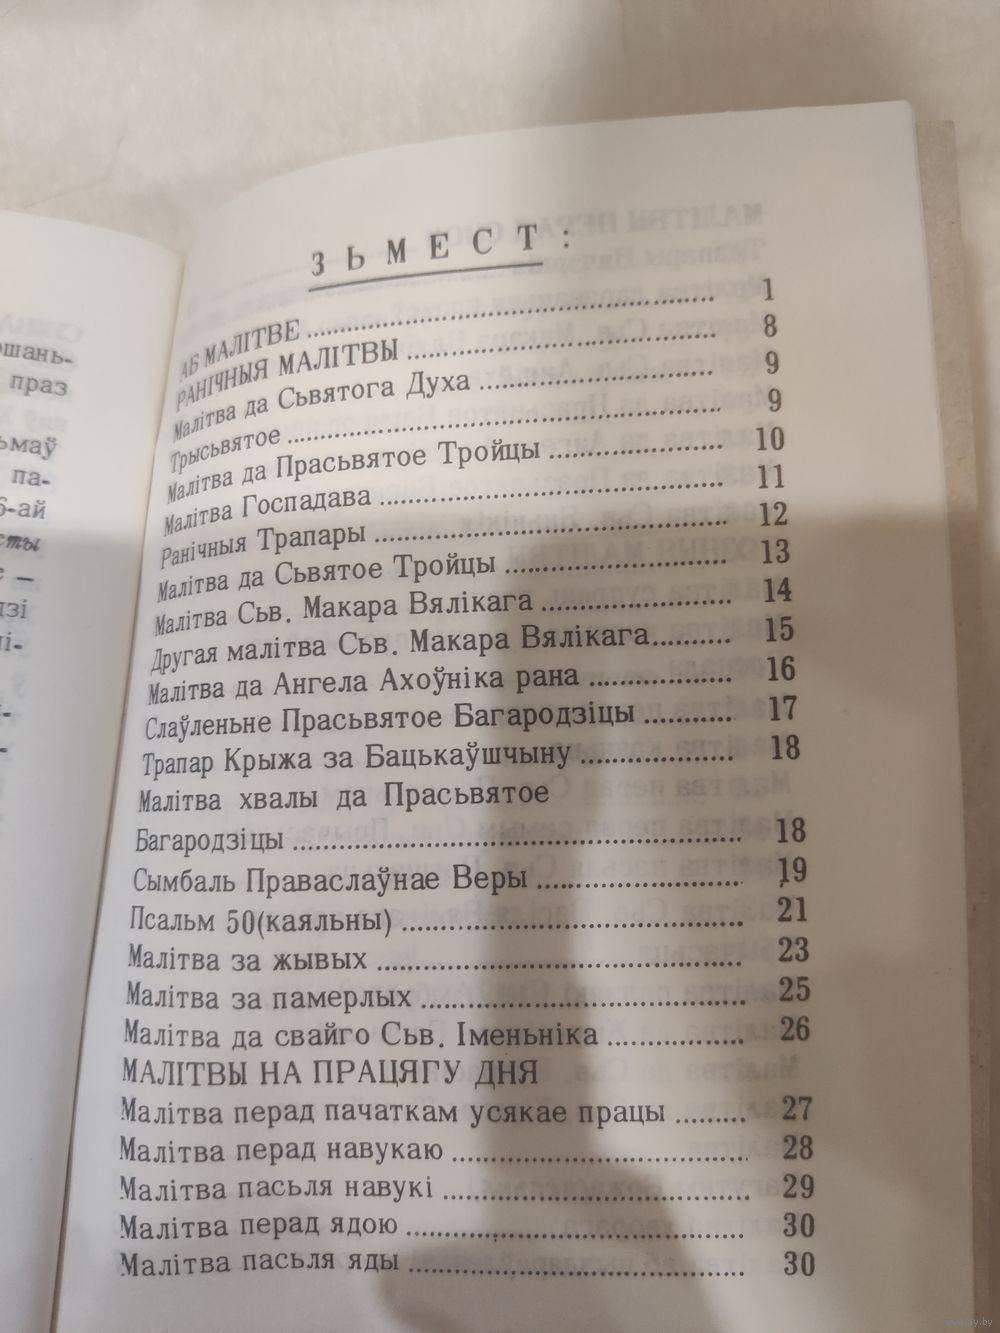 праз
па-
6-ай
ЗЬМЕСТ:
АБ МАЛІТВЕ ........ 1
РАНІЧНЫЯ МАЛІТВЫ ........ 8
Малітва да Сьвятога Духа ........ 9
Трысьвятое ........ 9
Малітва да Прасьвятое Тройцы ........ 10
Малітва Госпадава ........ 11
Ранічныя Трапары ........ 12
Малітва да Сьвятое Тройцы ........ 13
Малітва Сьв. Макара Вялікага ........ 14
Другая малітва Сьв. Макара Вялікага ........ 15
Малітва да Ангела Ахоўніка рана ........ 16
Слаўленьне Прасьвятое Багародзіцы ........ 17
Трапар Крыжа за Бацькаўшчыну ........ 18
Малітва хвалы да Прасьвятое
Багародзіцы ........ 18
Сымбаль Праваслаўнае Веры ........ 19
Псальм 50(каяльны) ........ 21
Малітва за жывых ........ 23
Малітва за памерлых ........ 25
Малітва да свайго Сьв. Іменьніка ........ 26
МАЛІТВЫ НА ПРАЦЯГУ ДНЯ
Малітва перад пачаткам усякае працы ........ 27
Малітва перад навукаю ........ 28
Малітва пасьля навукі ........ 29
Малітва перад ядою ........ 30
Малітва пасьля яды ........ 30